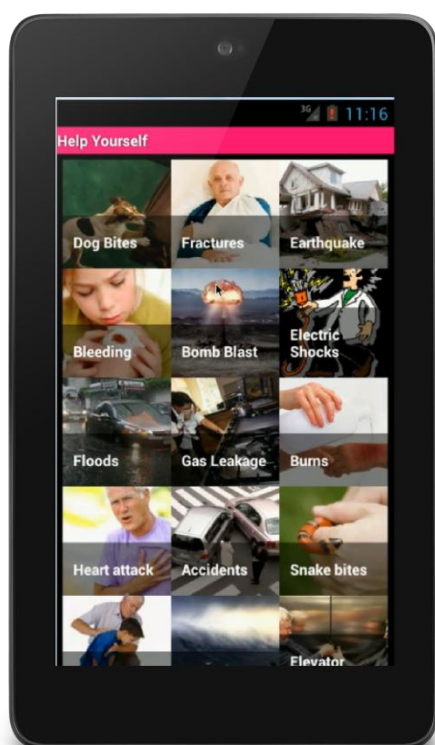 3G 11:16
Help Yourself
Dog Bites Fractures Earthquake
Bleeding Bomb Blast Electric
Shocks
Floods Gas Leakage Burns
Heart attack Accidents Snake bites
Elevator